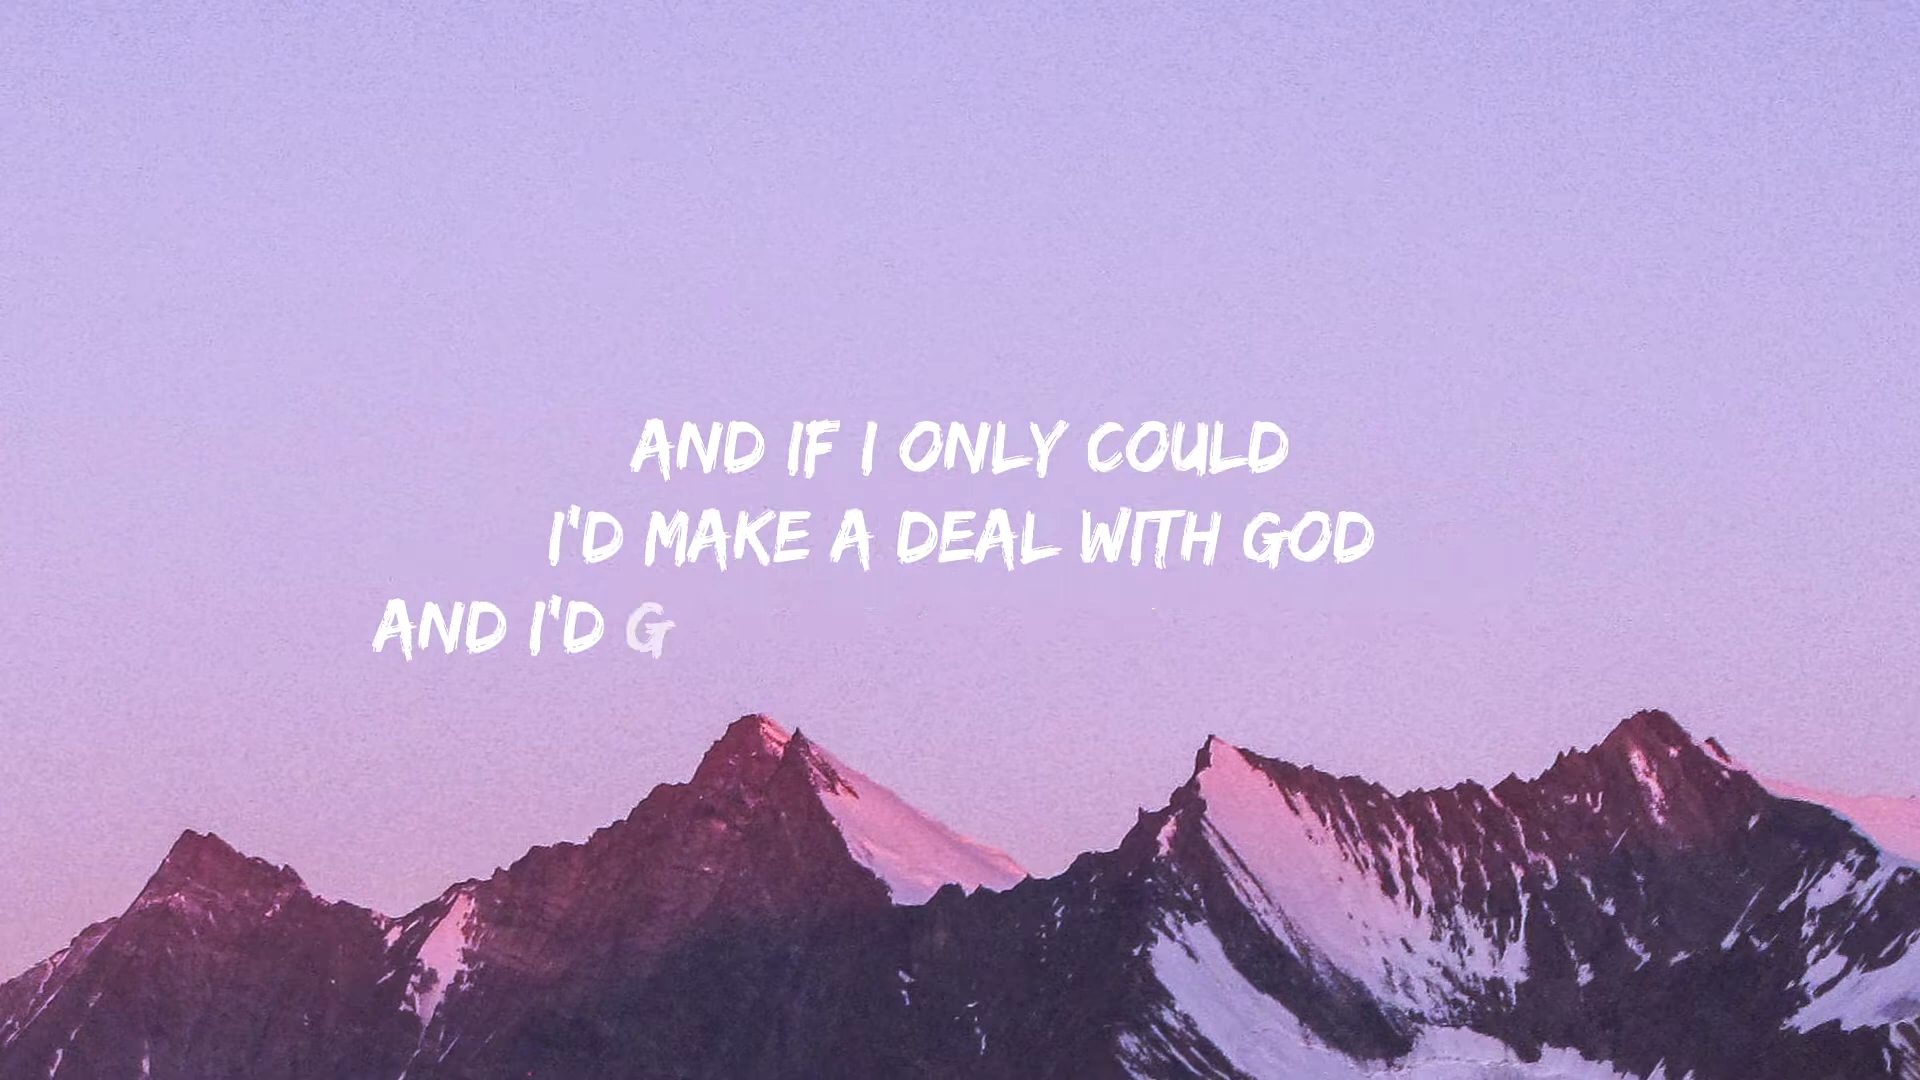 AND IF I ONLY COULD
I'D MAKE A DEAL WITH GOD
AND I'D G